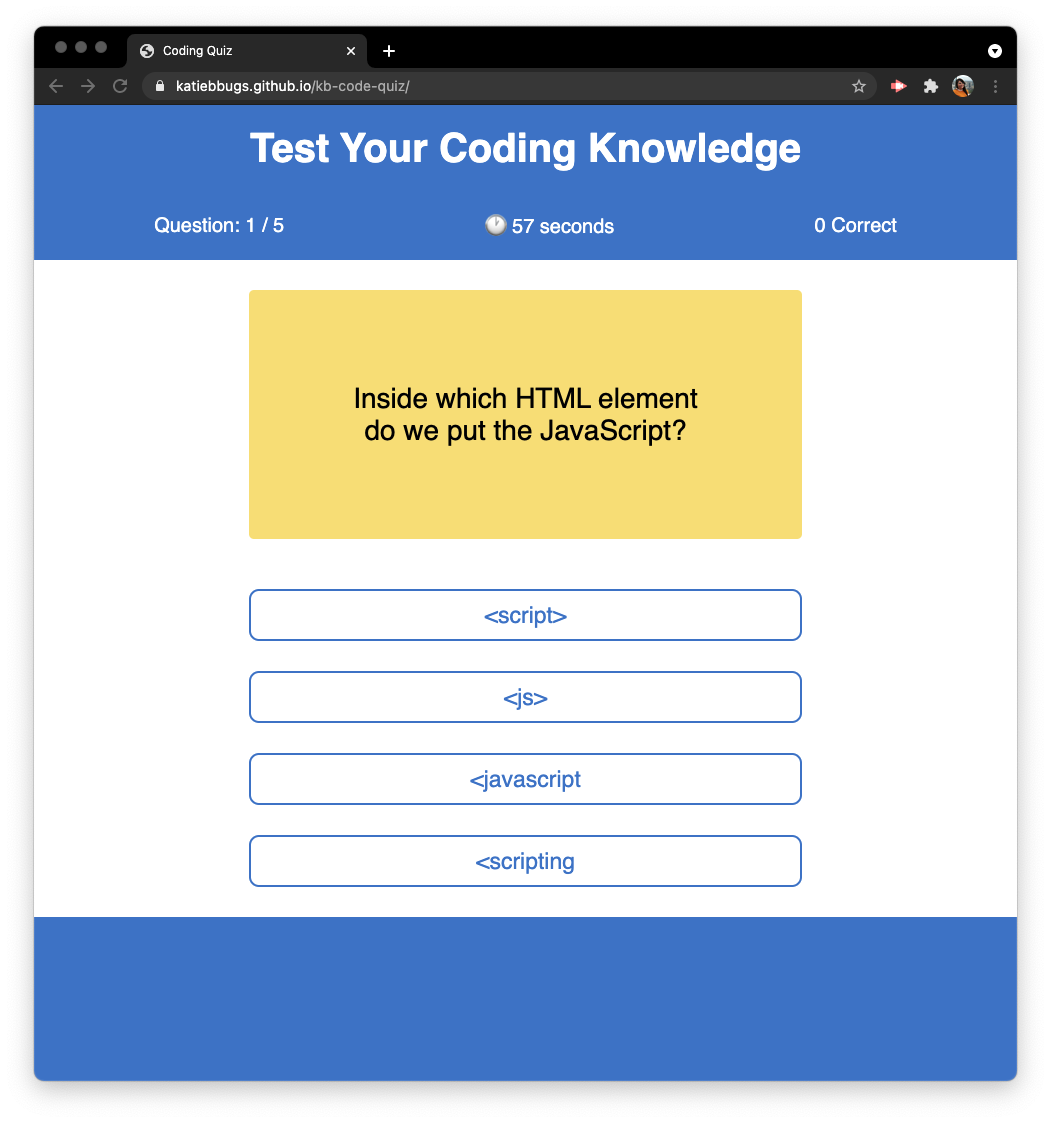 Coding Quiz
katiebbugs.github.io/kb-code-quiz/
Test Your Coding Knowledge
Question: 1 / 5
🕐 57 seconds
0 Correct
Inside which HTML element
do we put the JavaScript?
<script>
<js>
<javascript
<scripting